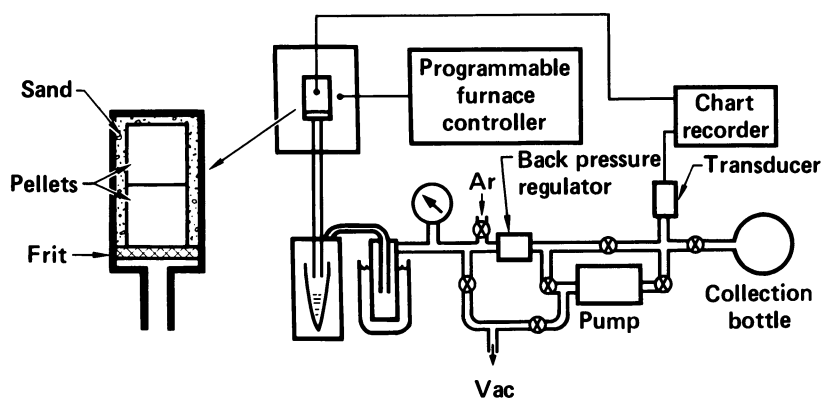 Sand
Pellets
Frit
Programmable
furnace
controller
Chart
recorder
Back pressure
regulator
Ar
Transducer
Pump
Collection
bottle
Vac